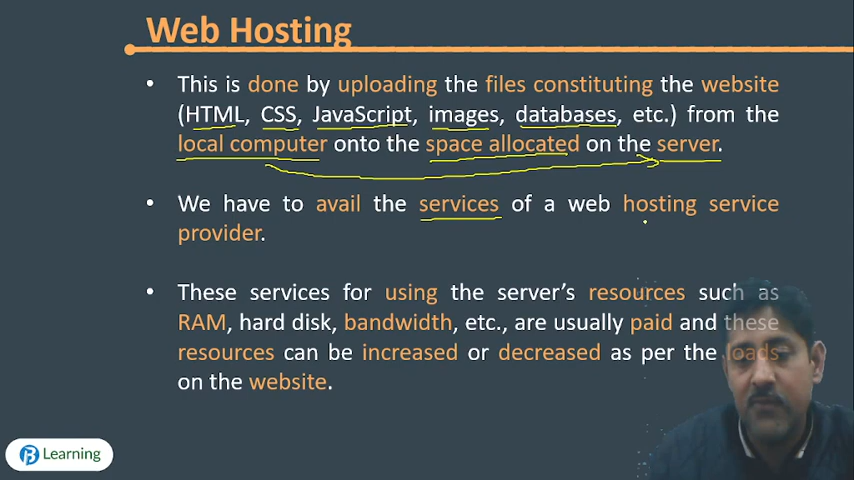 Web Hosting
• This is done by uploading the files constituting the website
(HTML, CSS, JavaScript, images, databases, etc.) from the
local computer onto the space allocated on the server.
• We have to avail the services of a web hosting service
provider.
• These services for using the server's resources such as
RAM, hard disk, bandwidth, etc., are usually paid and these
resources can be increased or decreased as per the loads
on the website.
B Learning